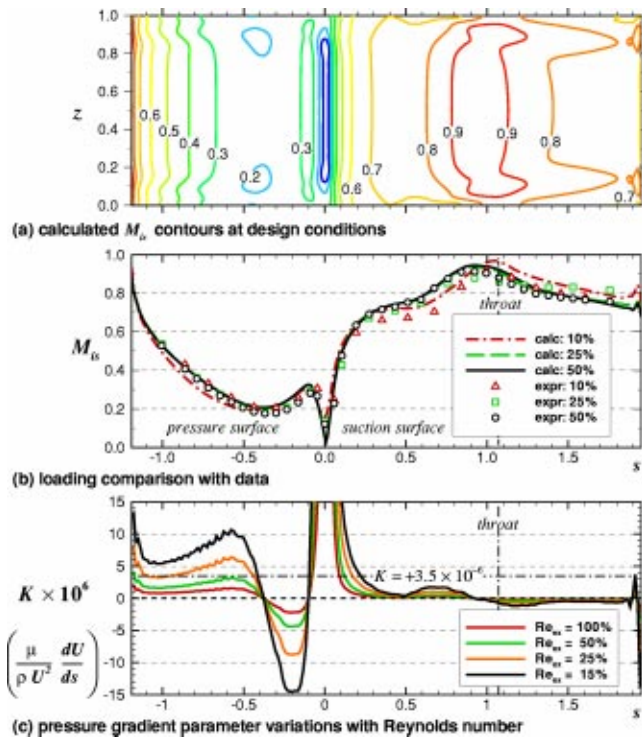 1.0
0.8
0.6
0.4
0.2
0.0
z
0.6
0.5
0.4
0.3
0.2
0.3
0.6
0.7
0.8
0.9
0.9
0.8
0.7
(a) calculated M_is contours at design conditions
1.0
0.8
0.6
0.4
0.2
0.0
M_is
throat
calc: 10%
calc: 25%
calc: 50%
expr: 10%
expr: 25%
expr: 50%
pressure surface
suction surface
-1.0 -0.5 0.0 0.5 1.0 1.5 s
(b) loading comparison with data
15
10
5
0
-5
-10
-15
throat
K = +3.5 × 10⁻⁶
K × 10⁶
(μ/ρU² dU/ds)
Re_ex = 100%
Re_ex = 50%
Re_ex = 25%
Re_ex = 15%
-1 -0.5 0 0.5 1 1.5 s
(c) pressure gradient parameter variations with Reynolds number